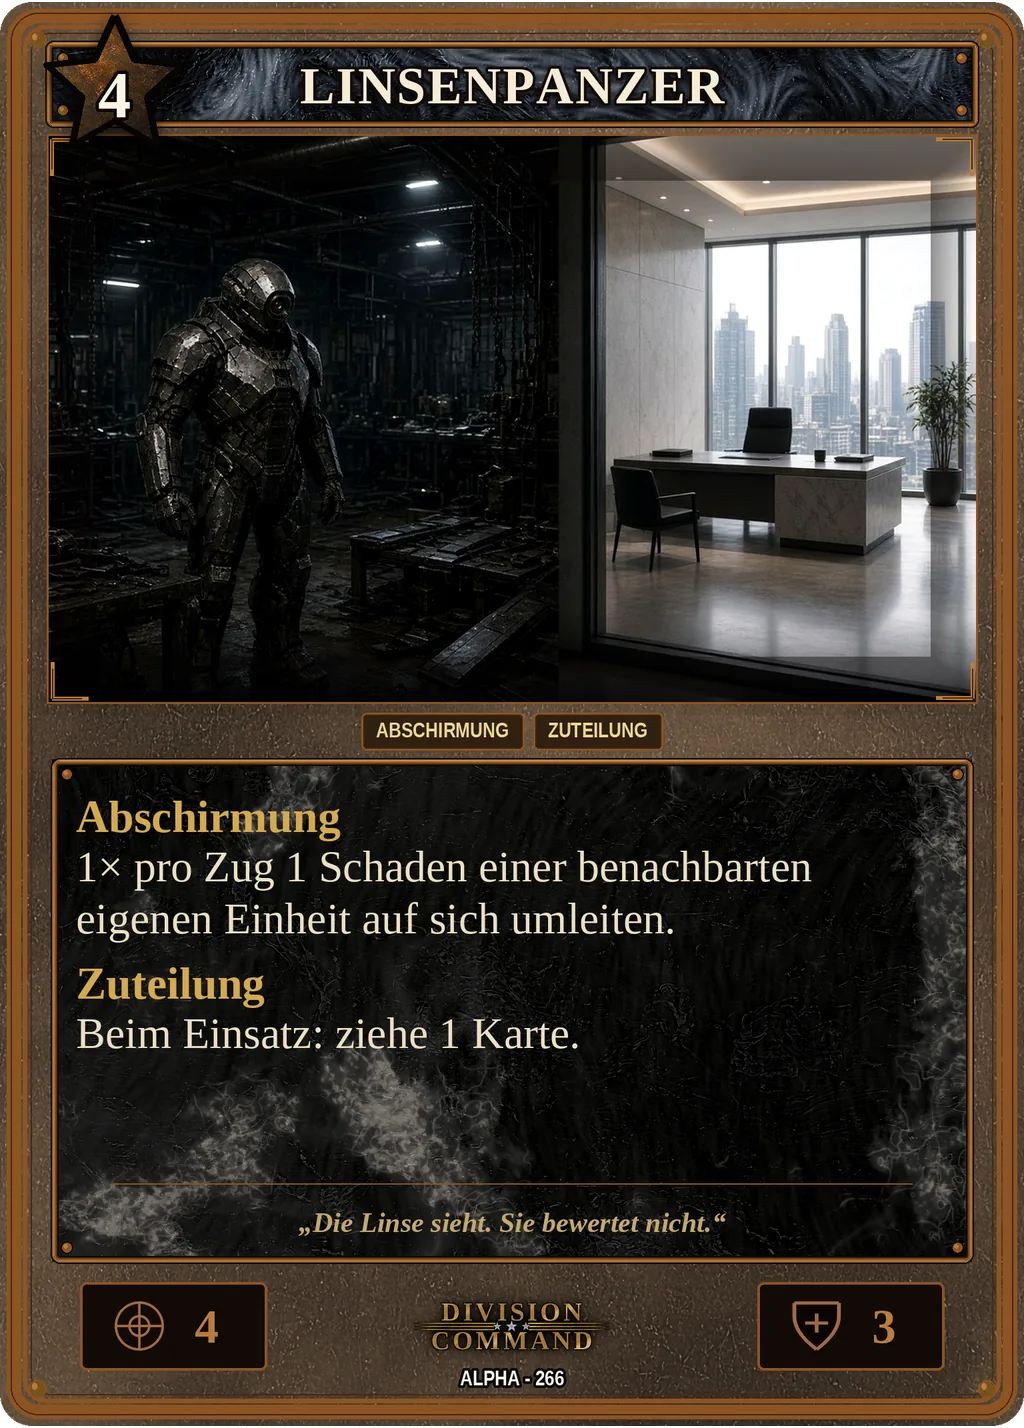 4
LINSENPANZER
ABSCHIRMUNG ZUTEILUNG
Abschirmung
1× pro Zug 1 Schaden einer benachbarten
eigenen Einheit auf sich umleiten.
Zuteilung
Beim Einsatz: ziehe 1 Karte.
„Die Linse sieht. Sie bewertet nicht.“
4
DIVISION
COMMAND
3
ALPHA - 266